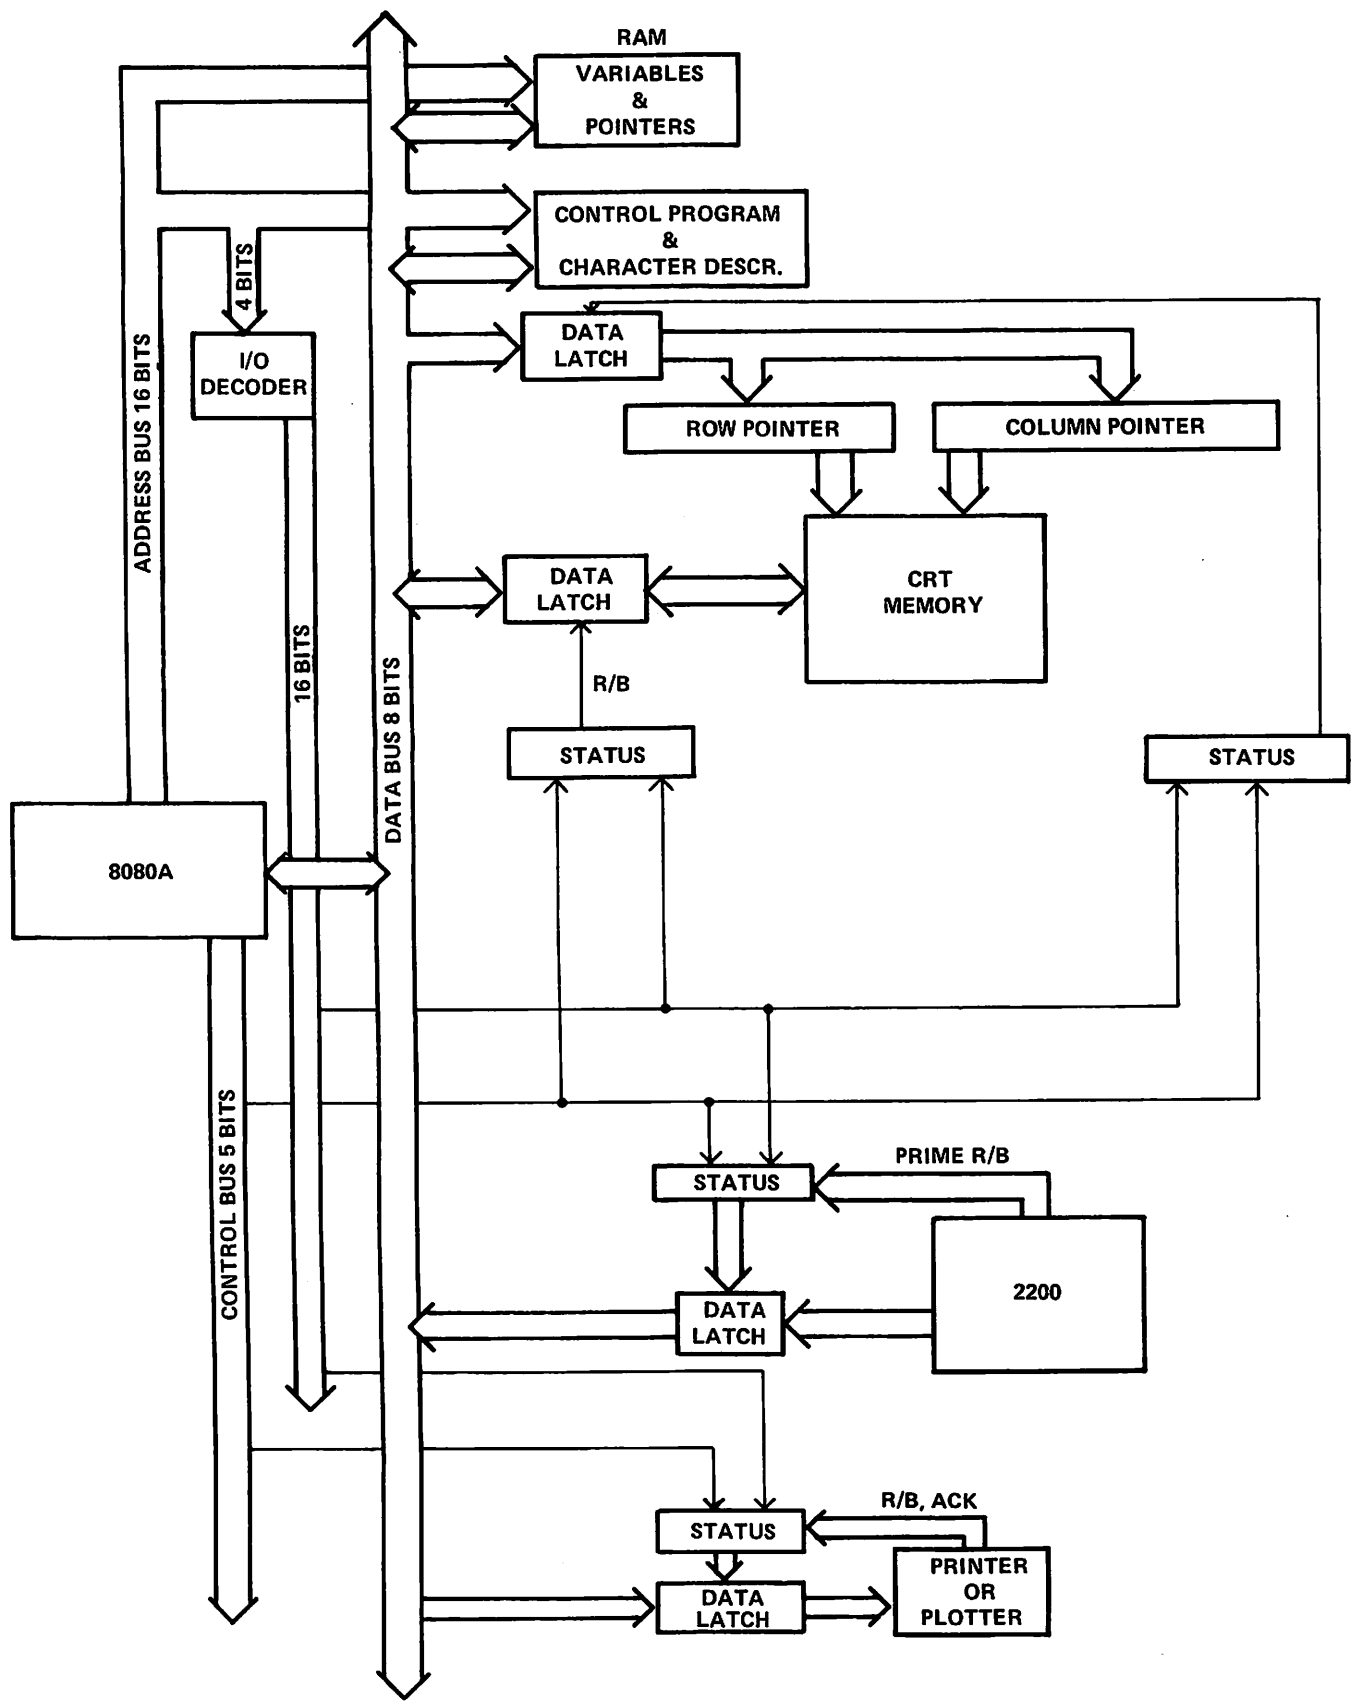 RAM
VARIABLES
&
POINTERS
CONTROL PROGRAM
&
CHARACTER DESCR.
4 BITS
I/O
DECODER
ADDRESS BUS 16 BITS
DATA
LATCH
ROW POINTER
COLUMN POINTER
DATA
LATCH
CRT
MEMORY
16 BITS
DATA BUS 8 BITS
R/B
STATUS
STATUS
8080A
CONTROL BUS 5 BITS
PRIME R/B
STATUS
2200
DATA
LATCH
R/B, ACK
STATUS
PRINTER
OR
PLOTTER
DATA
LATCH